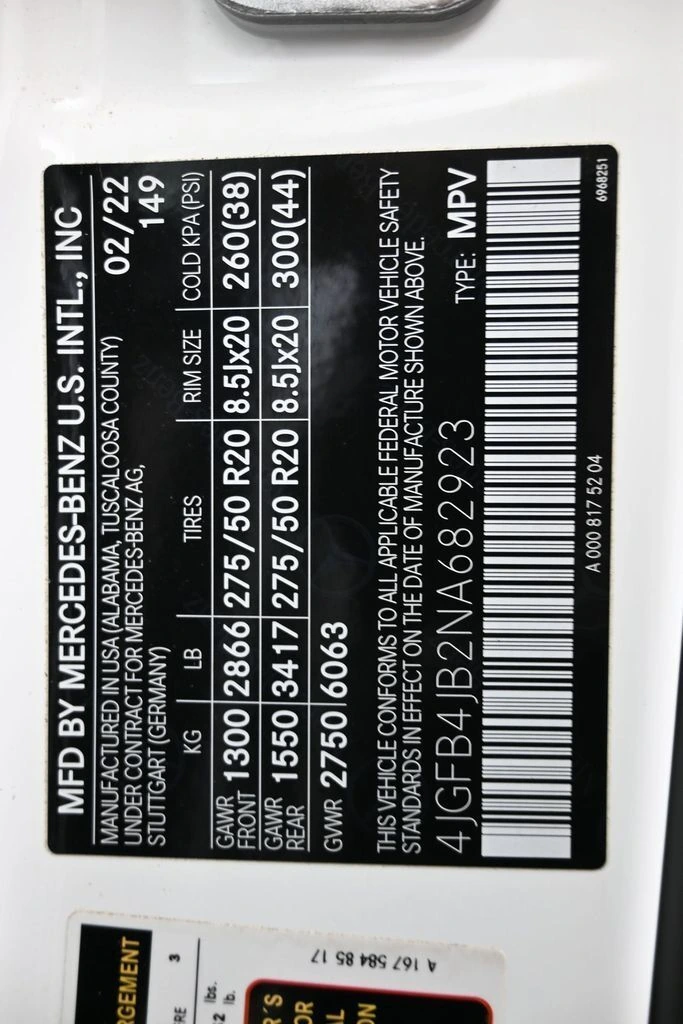 MFD BY MERCEDES-BENZ U.S. INTL., INC
MANUFACTURED IN USA (ALABAMA, TUSCALOOSA COUNTY) 02/22
UNDER CONTRACT FOR MERCEDES-BENZ AG, 149
STUTTGART (GERMANY)
KG LB TIRES RIM SIZE COLD KPA (PSI)
GAWR FRONT 1300 2866 275/50 R20 8.5Jx20 260(38)
GAWR REAR 1550 3417 275/50 R20 8.5Jx20 300(44)
GVWR 2750 6063
THIS VEHICLE CONFORMS TO ALL APPLICABLE FEDERAL MOTOR VEHICLE SAFETY
STANDARDS IN EFFECT ON THE DATE OF MANUFACTURE SHOWN ABOVE.
4JGFB4JB2NA682923 TYPE: MPV
A 000 817 52 04 6968251
A 167 584 85 17
RGEMENT
3
lbs.
lb.